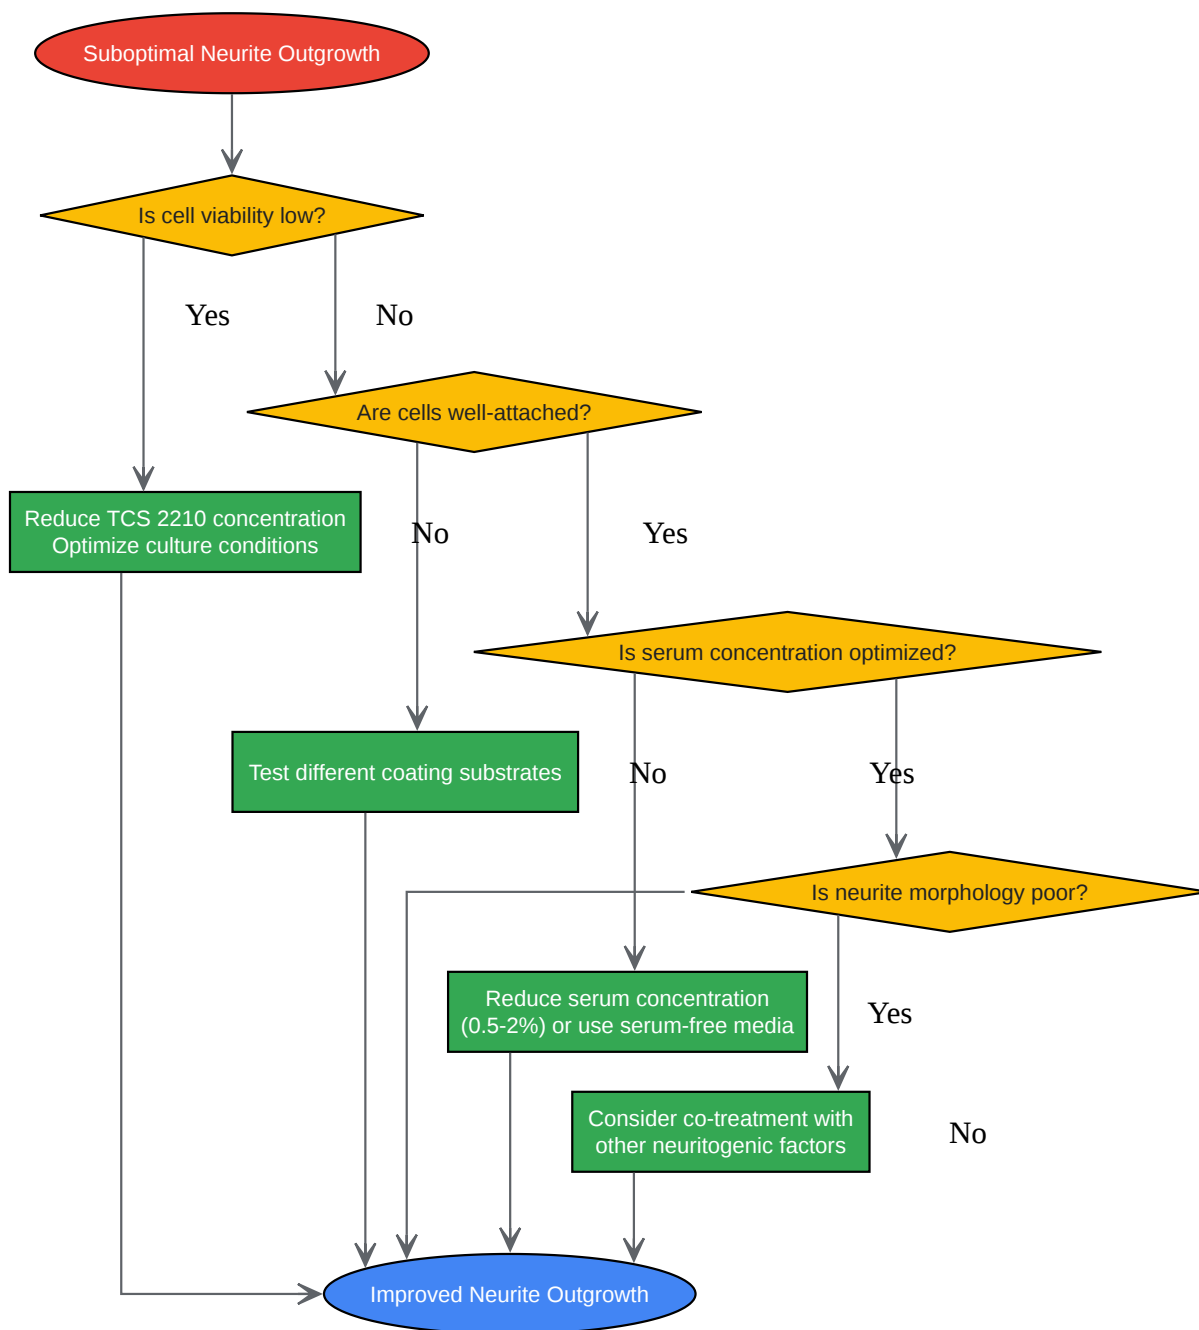 Suboptimal Neurite Outgrowth
Is cell viability low?
Yes
No
Are cells well-attached?
Reduce TCS 2210 concentration
Optimize culture conditions
No
Yes
Is serum concentration optimized?
Test different coating substrates
No
Yes
Is neurite morphology poor?
Reduce serum concentration
(0.5-2%) or use serum-free media
Yes
Consider co-treatment with
other neuritogenic factors
No
Improved Neurite Outgrowth